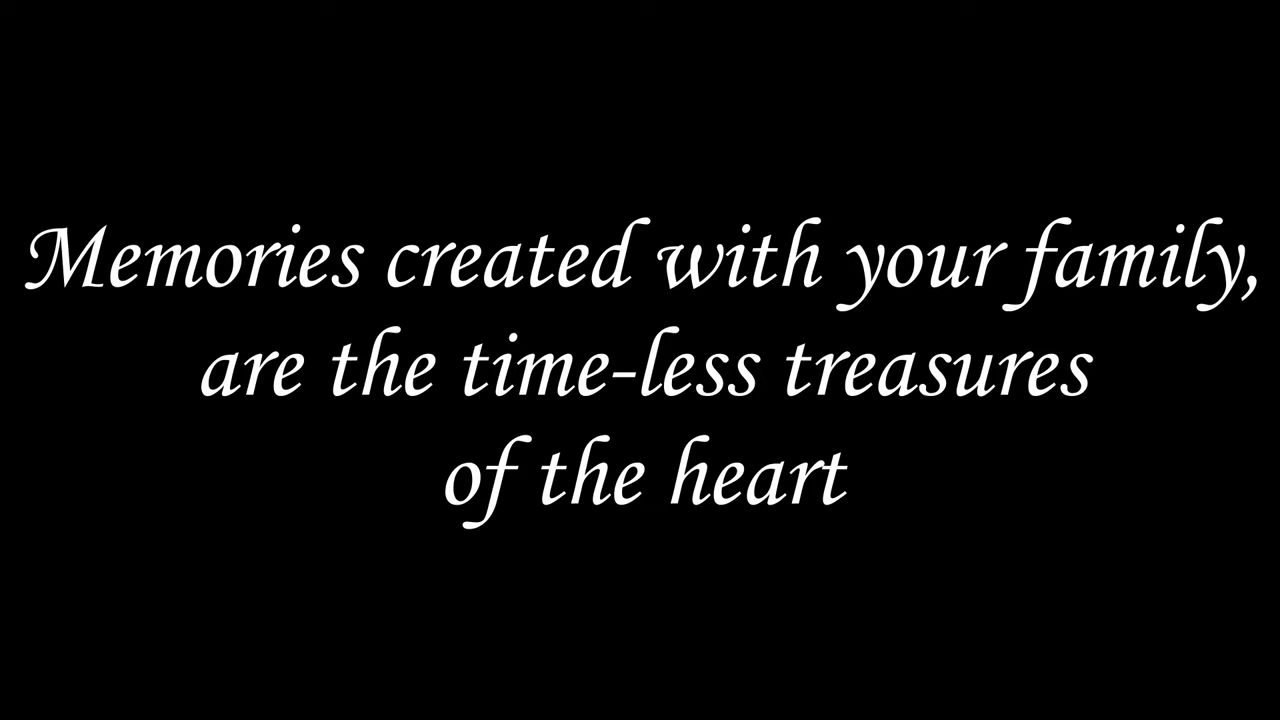 Memories created with your family,
are the time-less treasures
of the heart